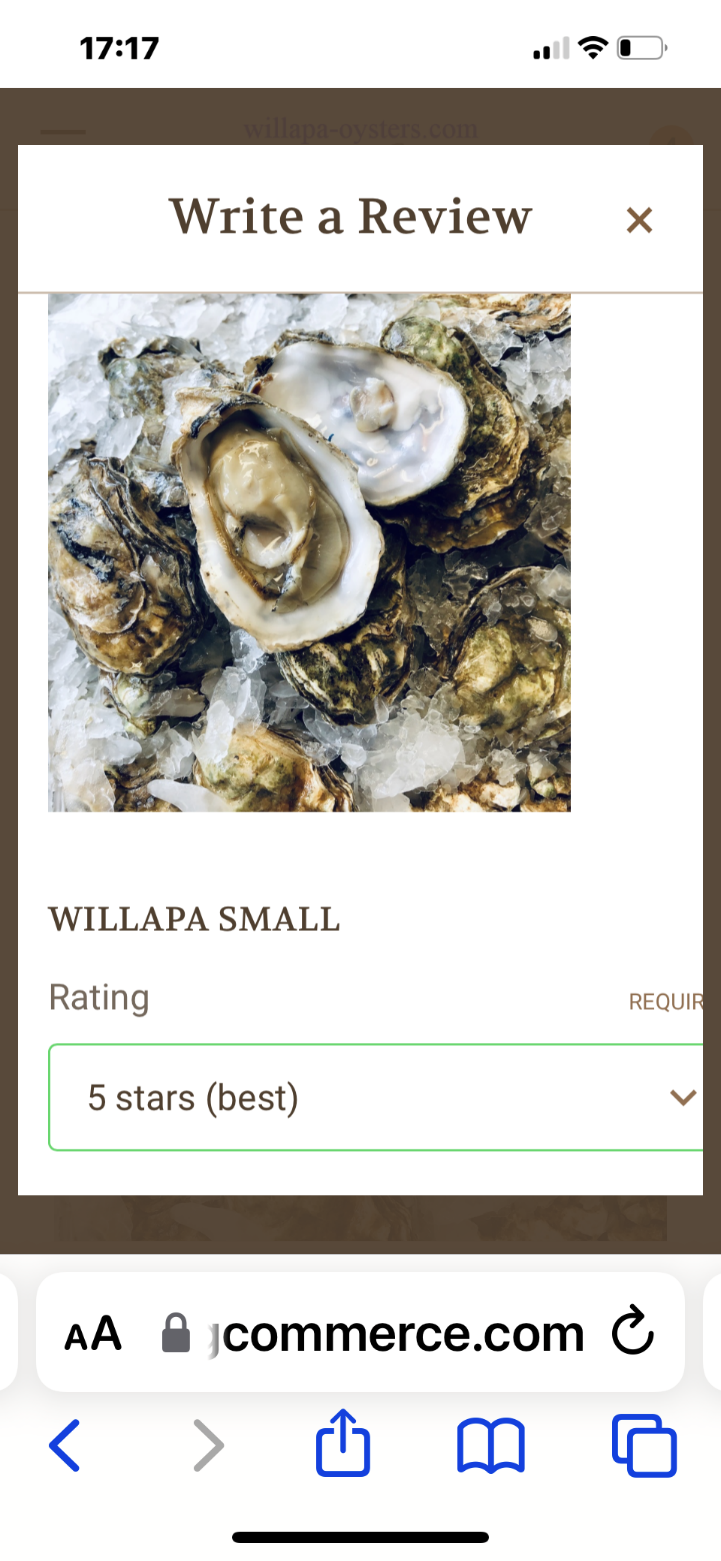 17:17
willapa-oysters.com
Write a Review
WILLAPA SMALL
Rating
REQUIR
5 stars (best)
AA
commerce.com